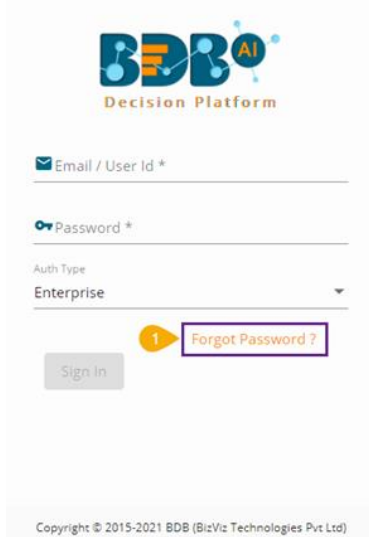 BDB AI
Decision Platform
Email / User Id *
Password *
Auth Type
Enterprise
1 Forgot Password ?
Sign In
Copyright © 2015-2021 BDB (BizViz Technologies Pvt Ltd)